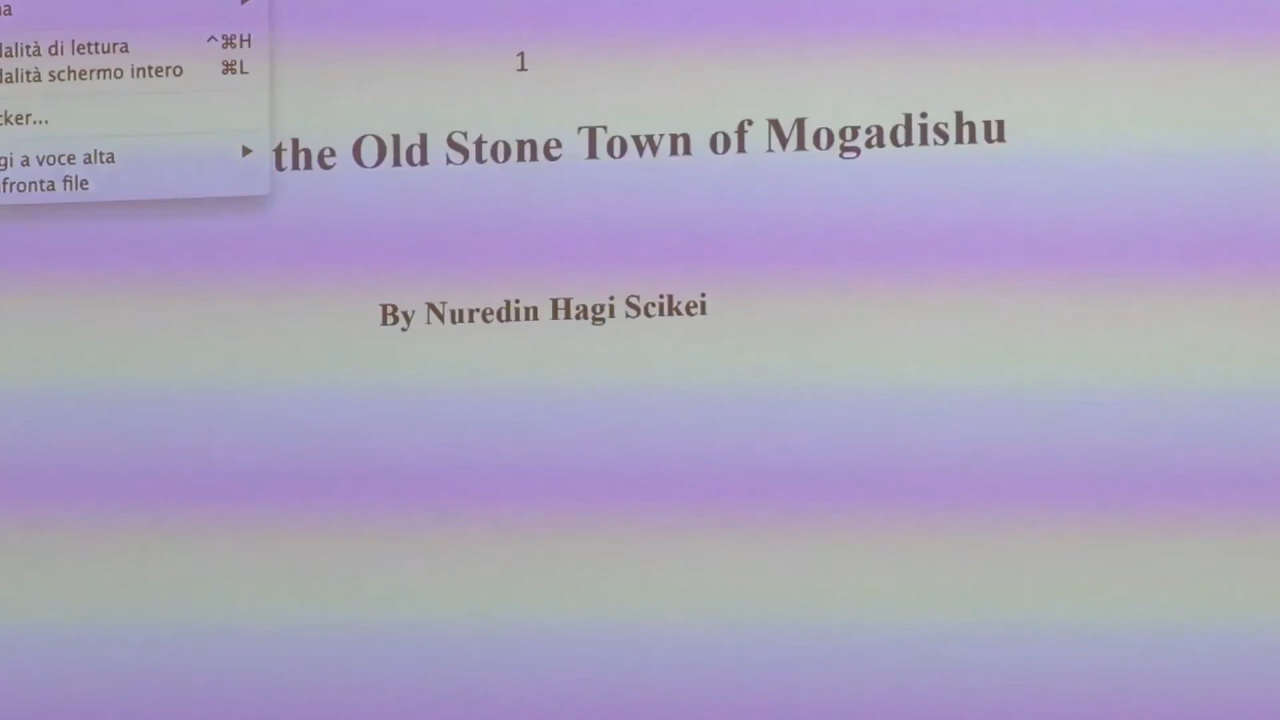 alità di lettura ^⌘H
alità schermo intero ⌘L
cker...
gi a voce alta
fronta file
1
the Old Stone Town of Mogadishu
By Nuredin Hagi Scikei